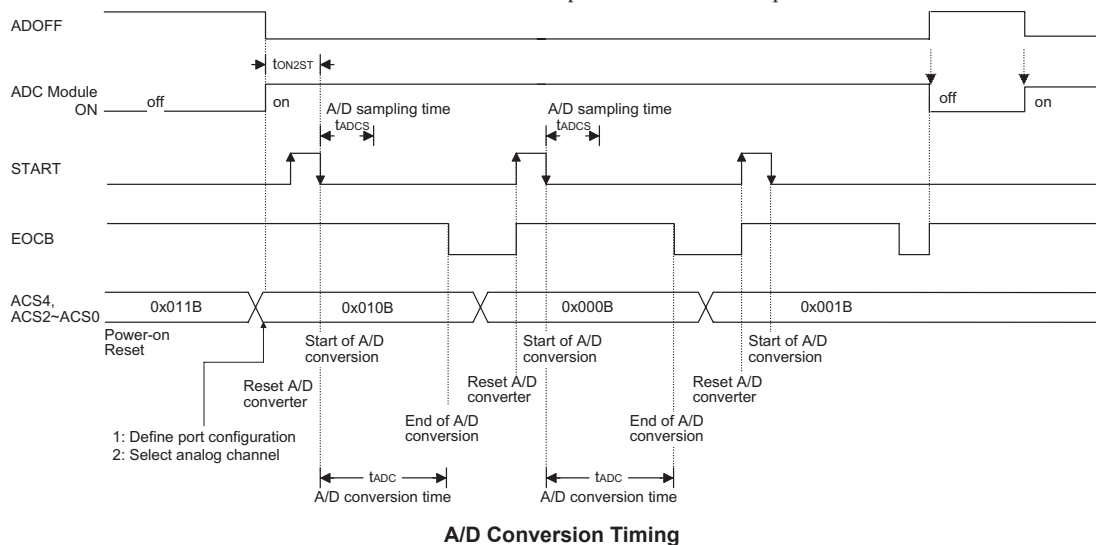 ADOFF
tON2ST
ADC Module
ON
off
on
off
on
A/D sampling time
tADCS
A/D sampling time
tADCS
START
EOCB
ACS4,
ACS2~ACS0
0x011B
0x010B
0x000B
0x001B
Power-on
Reset
Start of A/D
conversion
Start of A/D
conversion
Start of A/D
conversion
Reset A/D
converter
Reset A/D
converter
Reset A/D
converter
End of A/D
conversion
End of A/D
conversion
1: Define port configuration
2: Select analog channel
tADC
A/D conversion time
tADC
A/D conversion time
A/D Conversion Timing